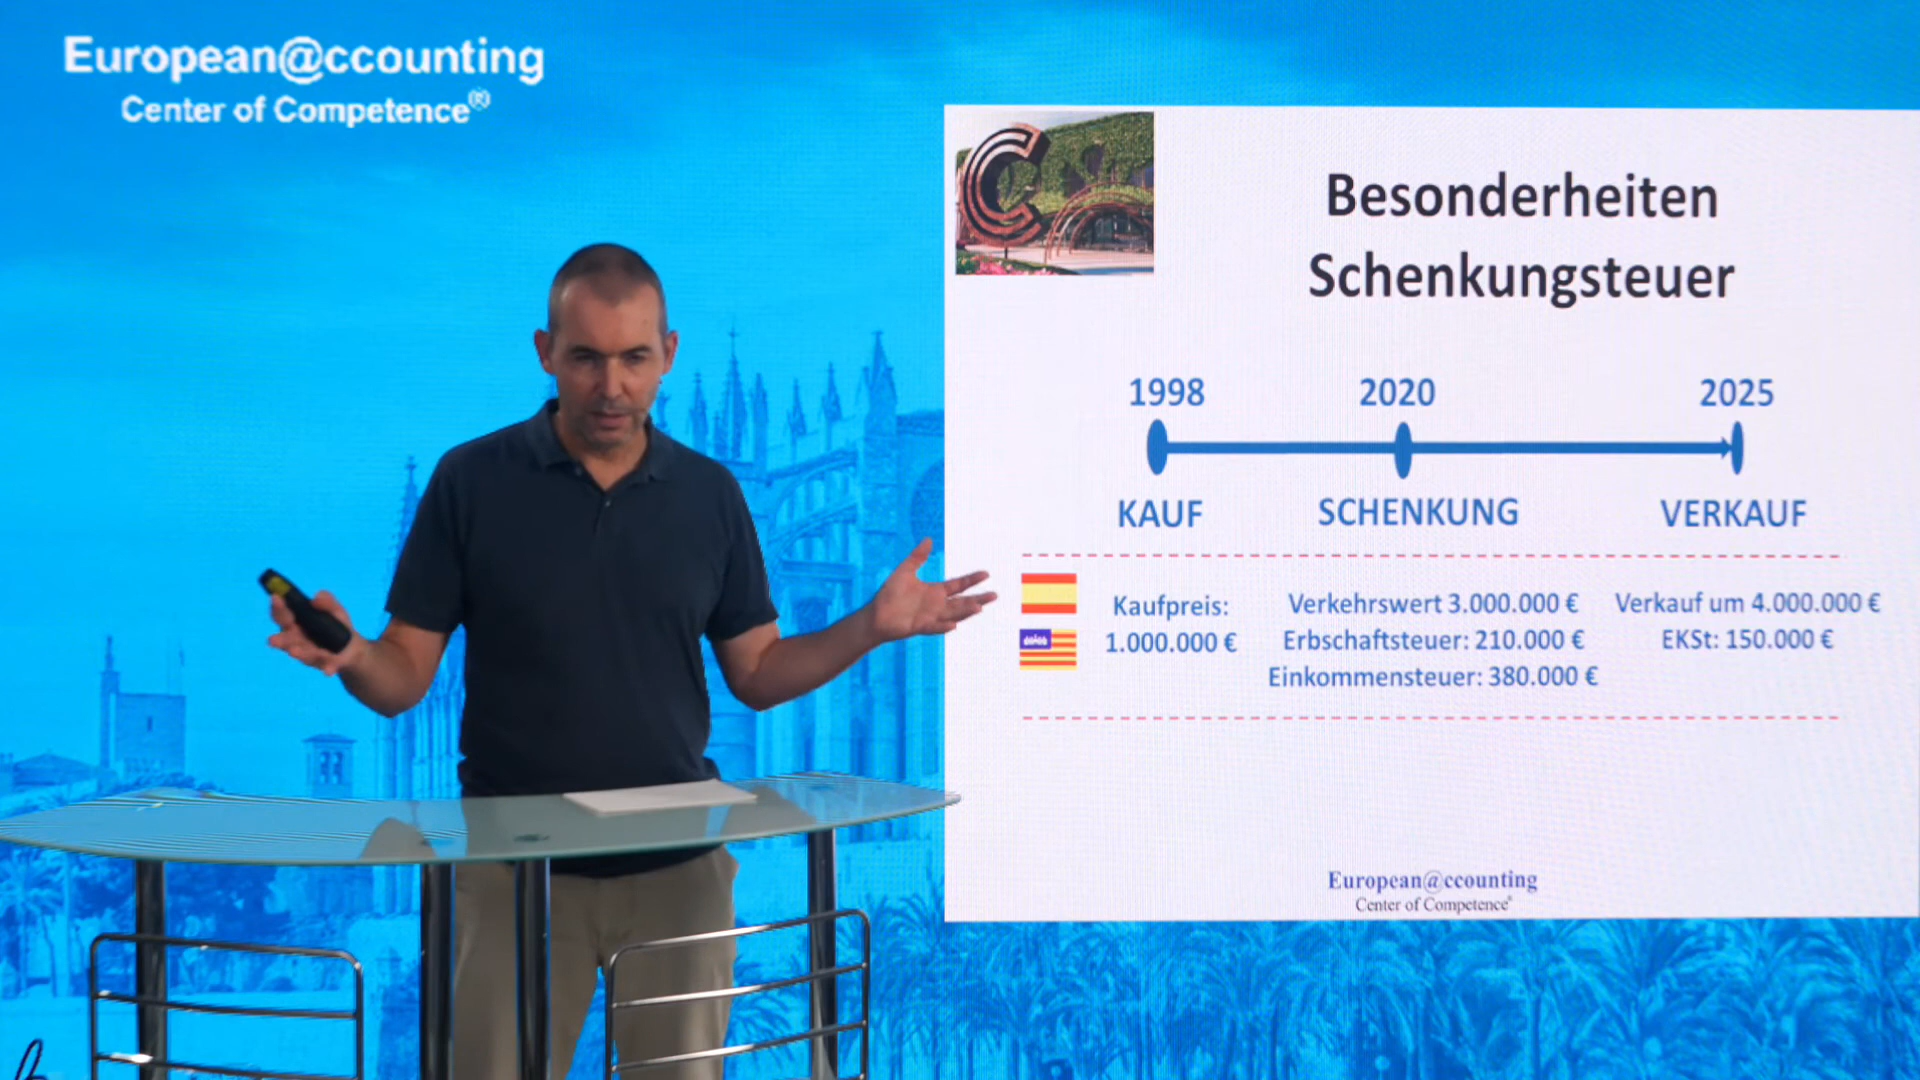 European@ccounting
Center of Competence®
Besonderheiten
Schenkungsteuer
1998 2020 2025
KAUF SCHENKUNG VERKAUF
Kaufpreis: Verkehrswert 3.000.000 € Verkauf um 4.000.000 €
1.000.000 € Erbschaftsteuer: 210.000 € EKSt: 150.000 €
Einkommensteuer: 380.000 €
European@ccounting
Center of Competence®